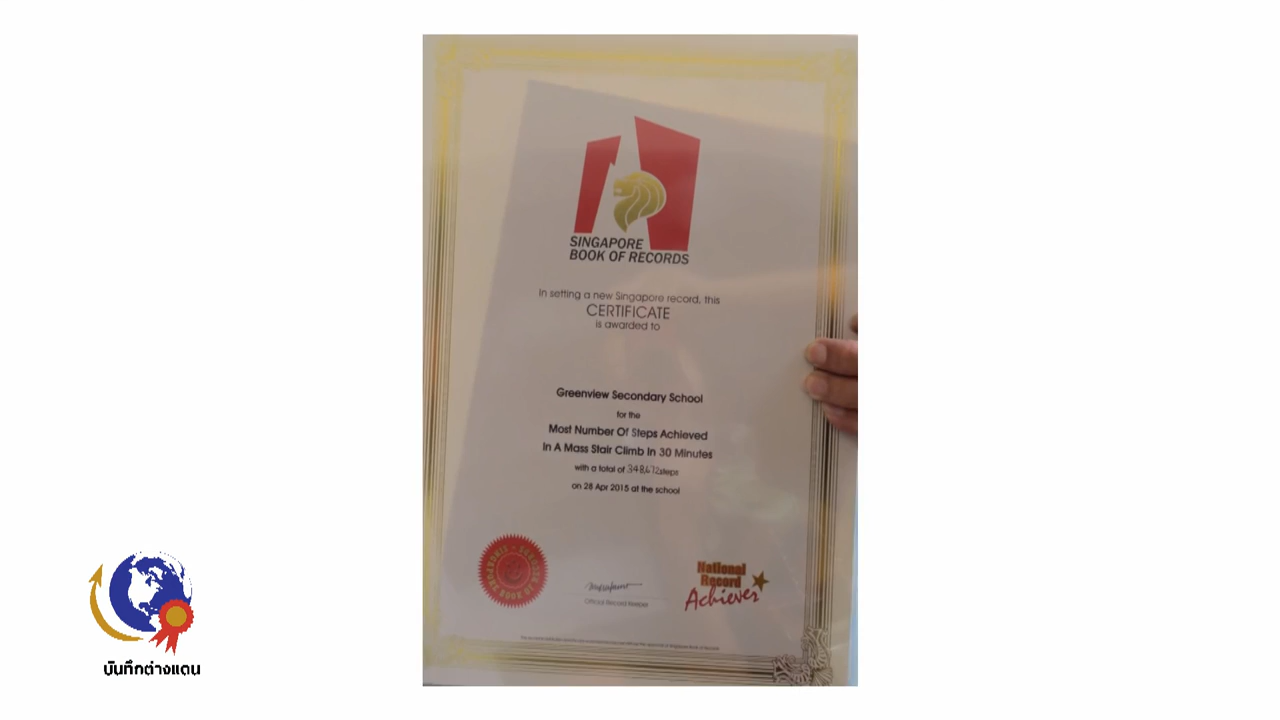 SINGAPORE
BOOK OF RECORDS
In setting a new Singapore record, this
CERTIFICATE
is awarded to
Greenview Secondary School
for the
Most Number Of Steps Achieved
In A Mass Stair Climb In 30 Minutes
with a total of 348,672 steps
on 28 Apr 2015 at the school
Official Record Keeper
National
Record
Achiever
บันทึกต่างแดน